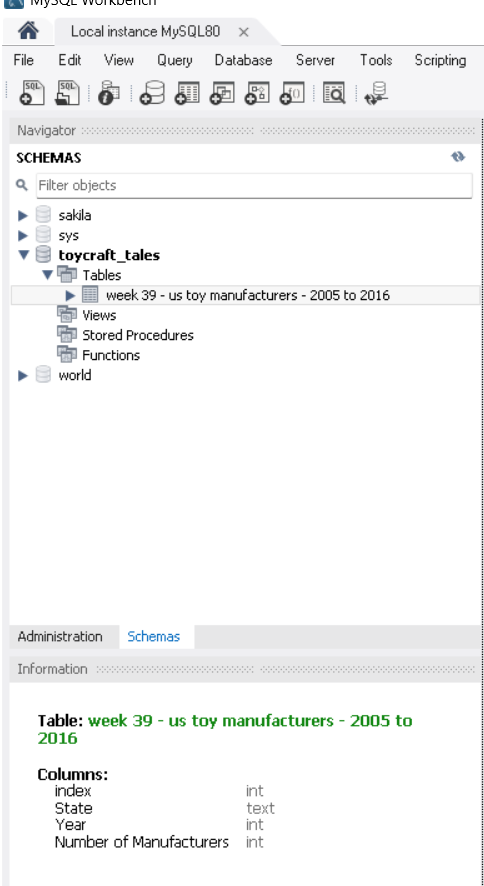 MySQL Workbench
Local instance MySQL80 ×
File Edit View Query Database Server Tools Scripting
SQL SQL
Navigator
SCHEMAS
Filter objects
sakila
sys
toycraft_tales
Tables
week 39 - us toy manufacturers - 2005 to 2016
Views
Stored Procedures
Functions
world
Administration Schemas
Information
Table: week 39 - us toy manufacturers - 2005 to
2016
Columns:
index int
State text
Year int
Number of Manufacturers int